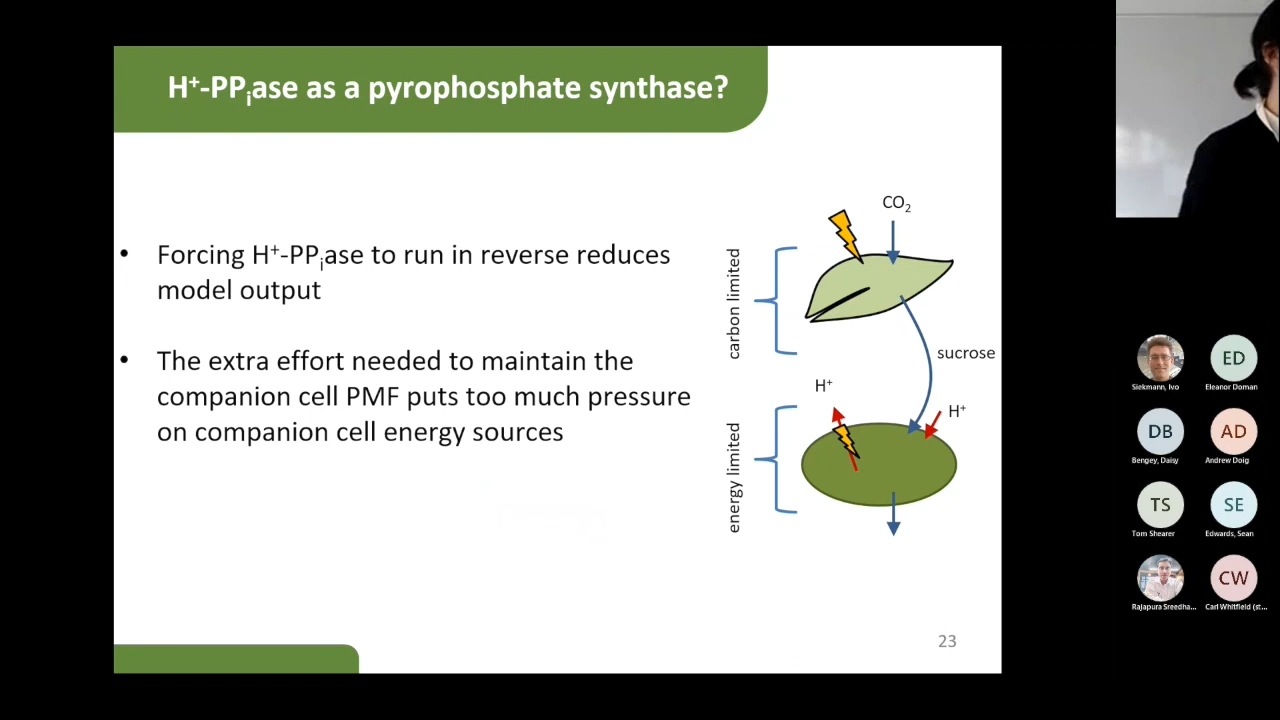 H⁺-PPᵢase as a pyrophosphate synthase?
• Forcing H⁺-PPᵢase to run in reverse reduces
model output
• The extra effort needed to maintain the
companion cell PMF puts too much pressure
on companion cell energy sources
CO₂
carbon limited
sucrose
H⁺
H⁺
energy limited
23
ED
Siekmann, Ivo
Eleanor Doman
DB
AD
Bengey, Daisy
Andrew Doig
TS
SE
Tom Shearer
Edwards, Sean
CW
Rajapura Sreedha...
Carl Whitfield (st...